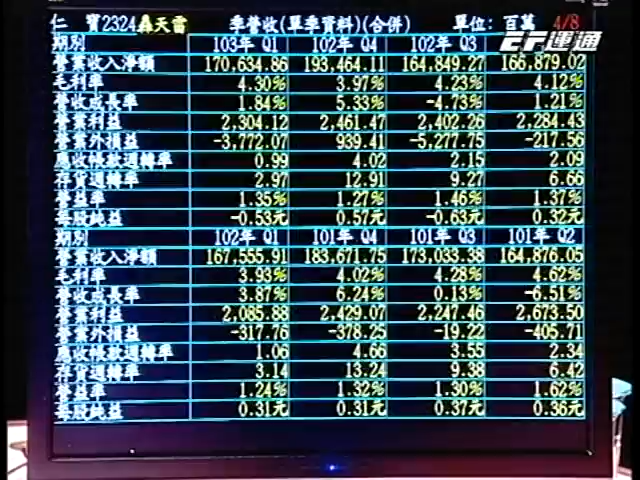 仁 寶2324轟天雷 季營收(單季資料)(合併) 單位: 百萬 4/8
EF運通
期別 103年 Q1 102年 Q4 102年 Q3
營業收入淨額 170,634.86 193,464.11 164,849.27 166,879.02
毛利率 4.30% 3.97% 4.23% 4.12%
營收成長率 1.84% 5.33% -4.73% 1.21%
營業利益 2,304.12 2,461.47 2,402.26 2,284.43
營業外損益 -3,772.07 939.41 -5,277.75 -217.56
應收帳款週轉率 0.99 4.02 2.15 2.09
存貨週轉率 2.97 12.91 9.27 6.66
營益率 1.35% 1.27% 1.46% 1.37%
每股純益 -0.53元 0.57元 -0.63元 0.32元
期別 102年 Q1 101年 Q4 101年 Q3 101年 Q2
營業收入淨額 167,555.91 183,671.75 173,033.38 164,876.05
毛利率 3.93% 4.02% 4.28% 4.62%
營收成長率 3.87% 6.24% 0.13% -6.51%
營業利益 2,085.88 2,429.07 2,247.46 2,673.50
營業外損益 -317.76 -378.25 -19.22 -405.71
應收帳款週轉率 1.06 4.66 3.55 2.34
存貨週轉率 3.14 13.24 9.38 6.42
營益率 1.24% 1.32% 1.30% 1.62%
每股純益 0.31元 0.31元 0.37元 0.36元